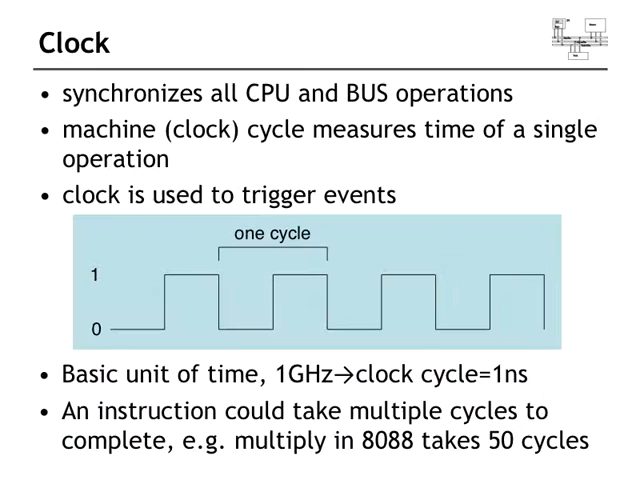 Clock
• synchronizes all CPU and BUS operations
• machine (clock) cycle measures time of a single
operation
• clock is used to trigger events
one cycle
1
0
• Basic unit of time, 1GHz→clock cycle=1ns
• An instruction could take multiple cycles to
complete, e.g. multiply in 8088 takes 50 cycles